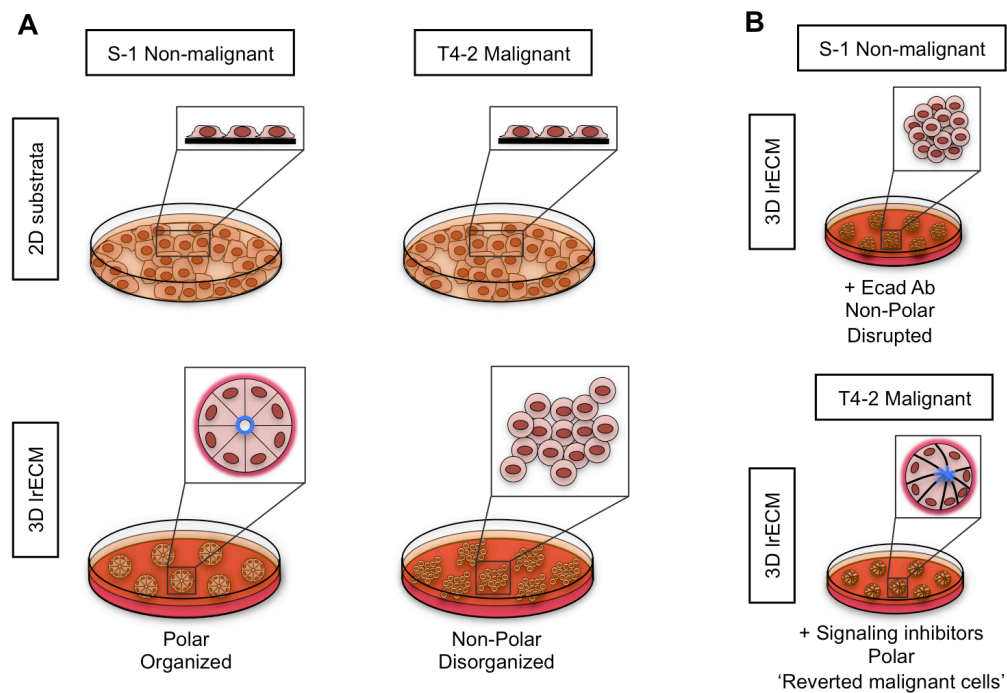 A
S-1 Non-malignant
T4-2 Malignant
2D substrata
3D lrECM
Polar
Organized
Non-Polar
Disorganized
B
S-1 Non-malignant
3D lrECM
+ Ecad Ab
Non-Polar
Disrupted
T4-2 Malignant
3D lrECM
+ Signaling inhibitors
Polar
‘Reverted malignant cells’